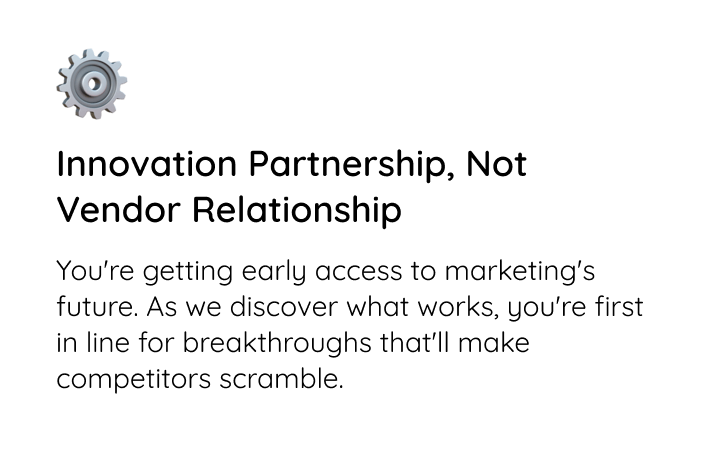 Innovation Partnership, Not
Vendor Relationship
You're getting early access to marketing's
future. As we discover what works, you're first
in line for breakthroughs that'll make
competitors scramble.